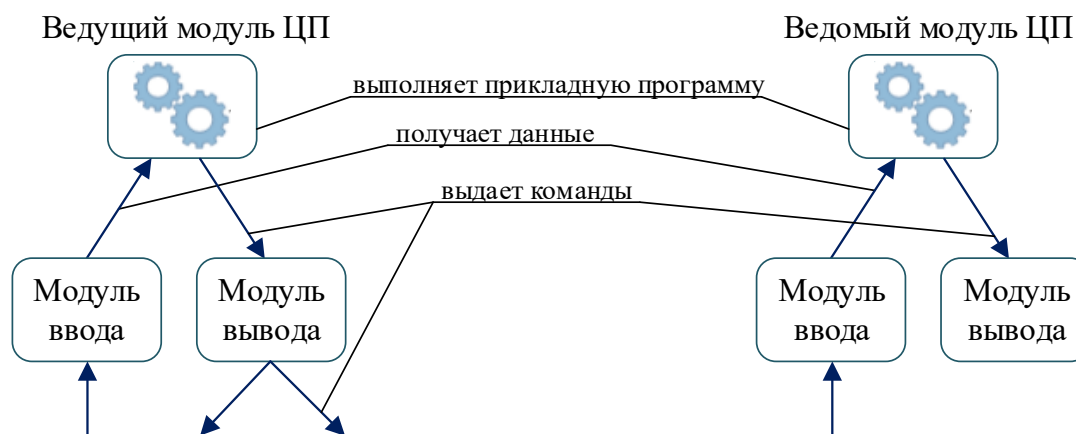 Ведущий модуль ЦП
Ведомый модуль ЦП
выполняет прикладную программу
получает данные
выдает команды
Модуль
ввода
Модуль
вывода
Модуль
ввода
Модуль
вывода